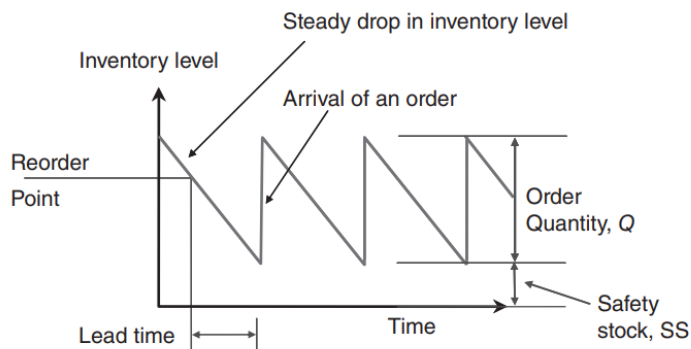 Steady drop in inventory level
Inventory level
Arrival of an order
Reorder
Point
Order
Quantity, Q
Safety
stock, SS
Time
Lead time